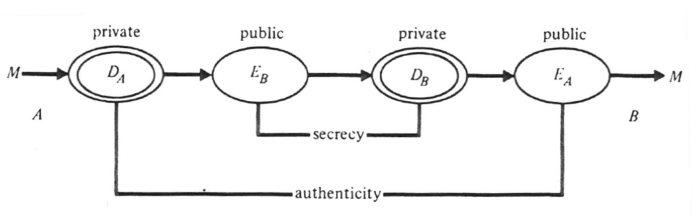 private public private public
M D_A E_B D_B E_A M
A B
secrecy
authenticity